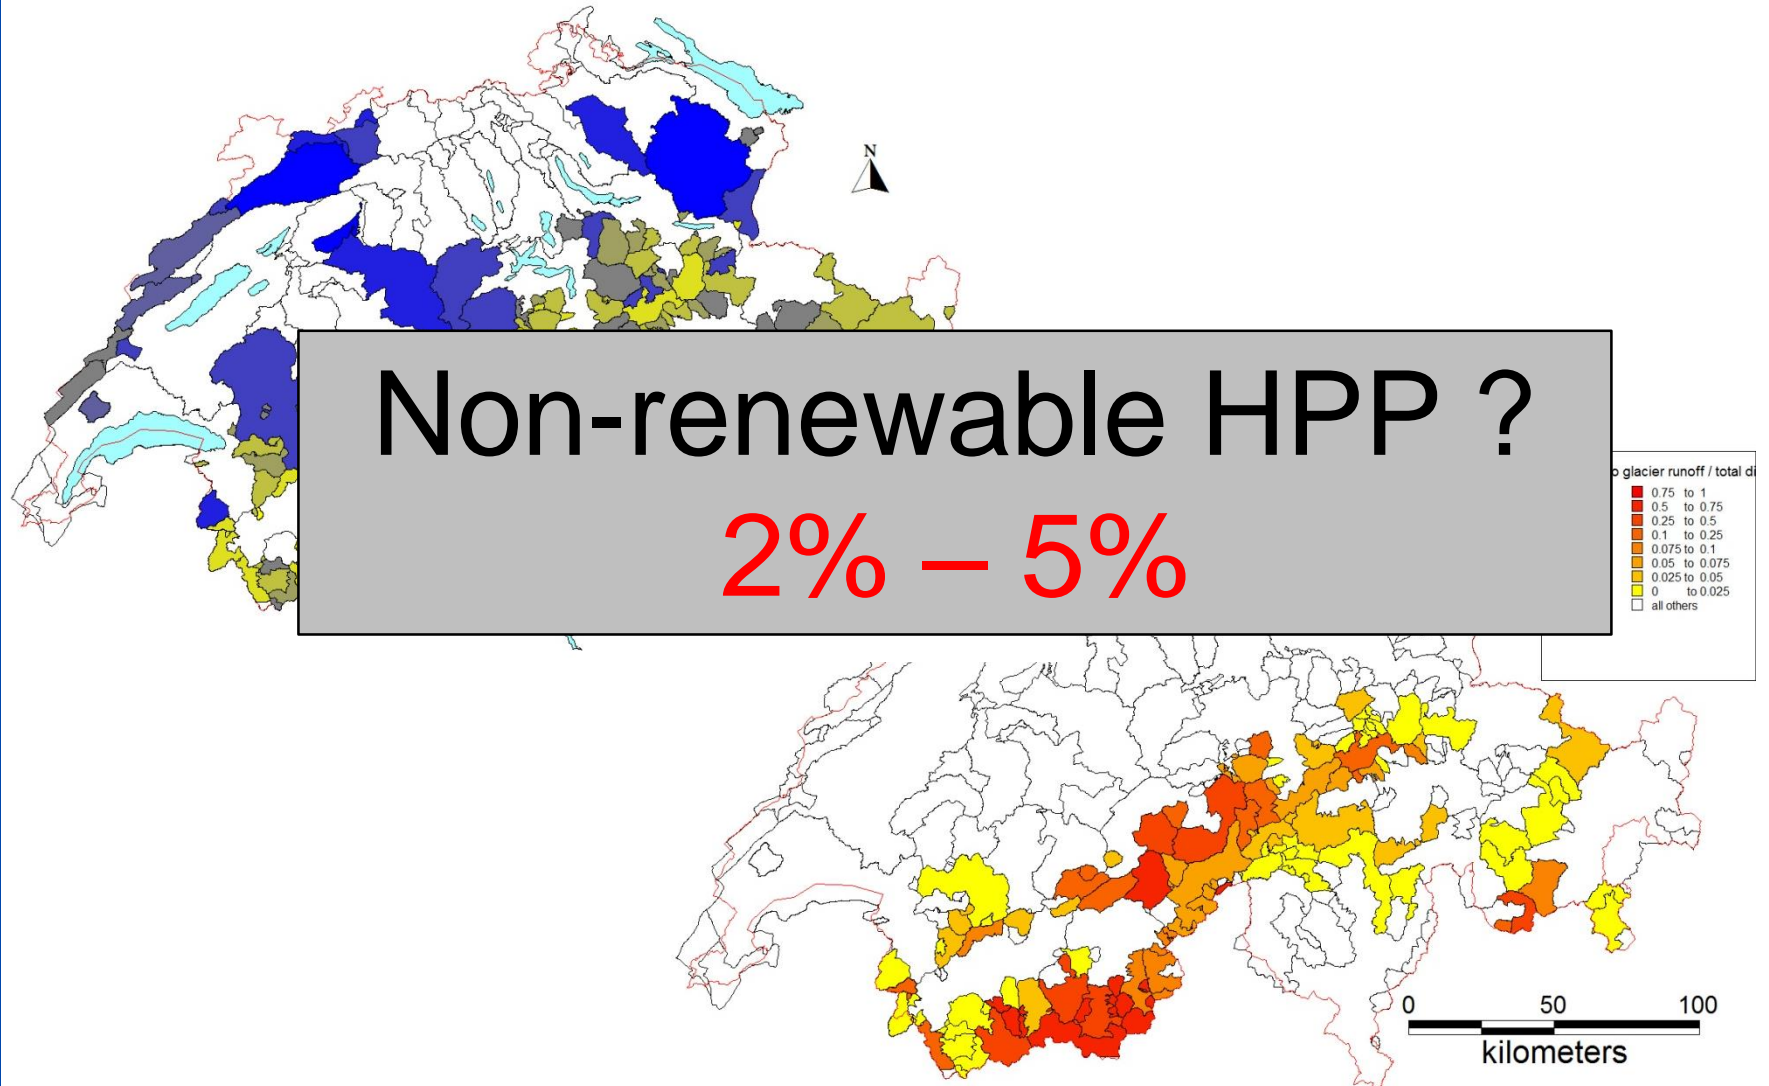 N
Non-renewable HPP ?
2% – 5%
glacier runoff / total
0.75 to 1
0.5 to 0.75
0.25 to 0.5
0.1 to 0.25
0.075 to 0.1
0.05 to 0.075
0.025 to 0.05
0 to 0.025
all others
0 50 100
kilometers